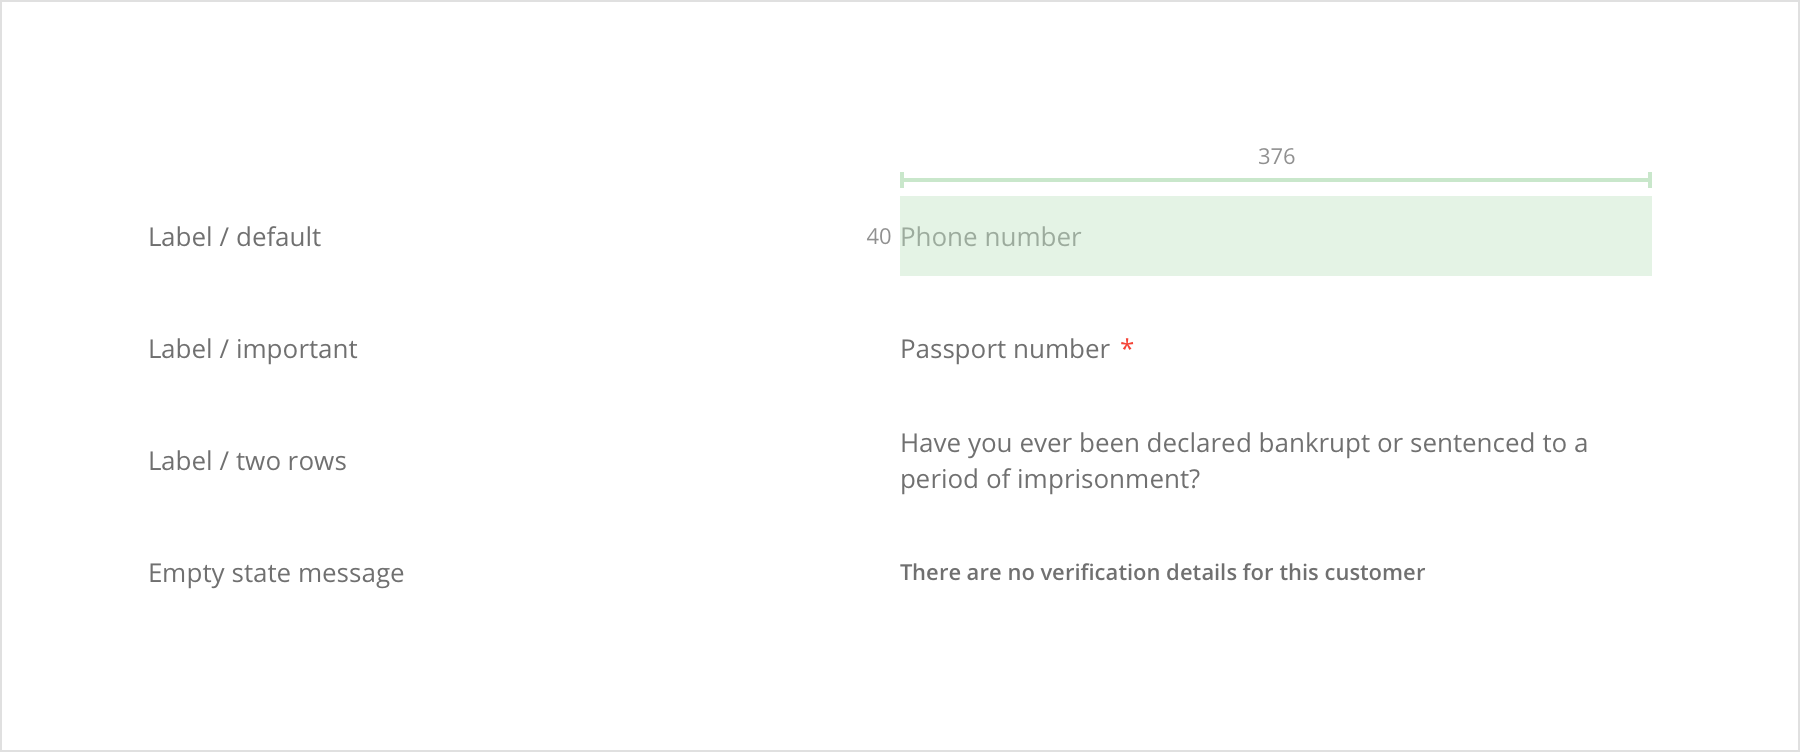 376
Label / default
40 Phone number
Label / important
Passport number *
Label / two rows
Have you ever been declared bankrupt or sentenced to a
period of imprisonment?
Empty state message
There are no verification details for this customer